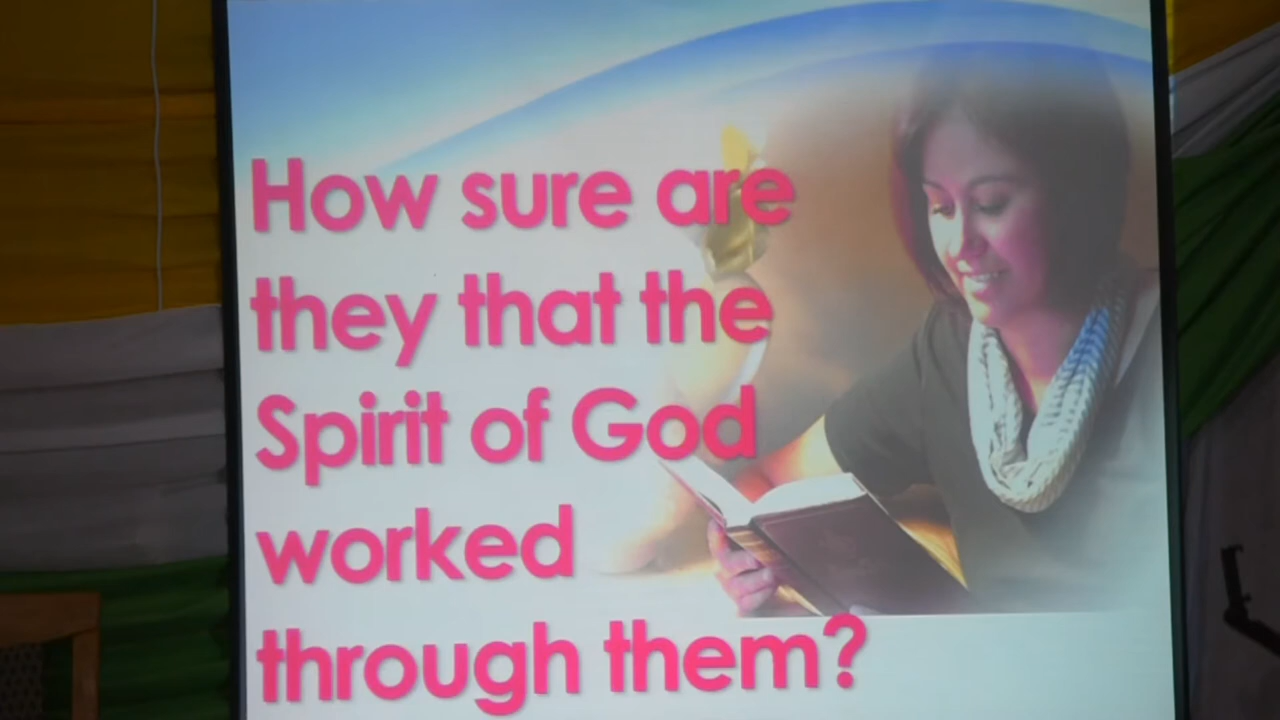 How sure are
they that the
Spirit of God
worked
through them?